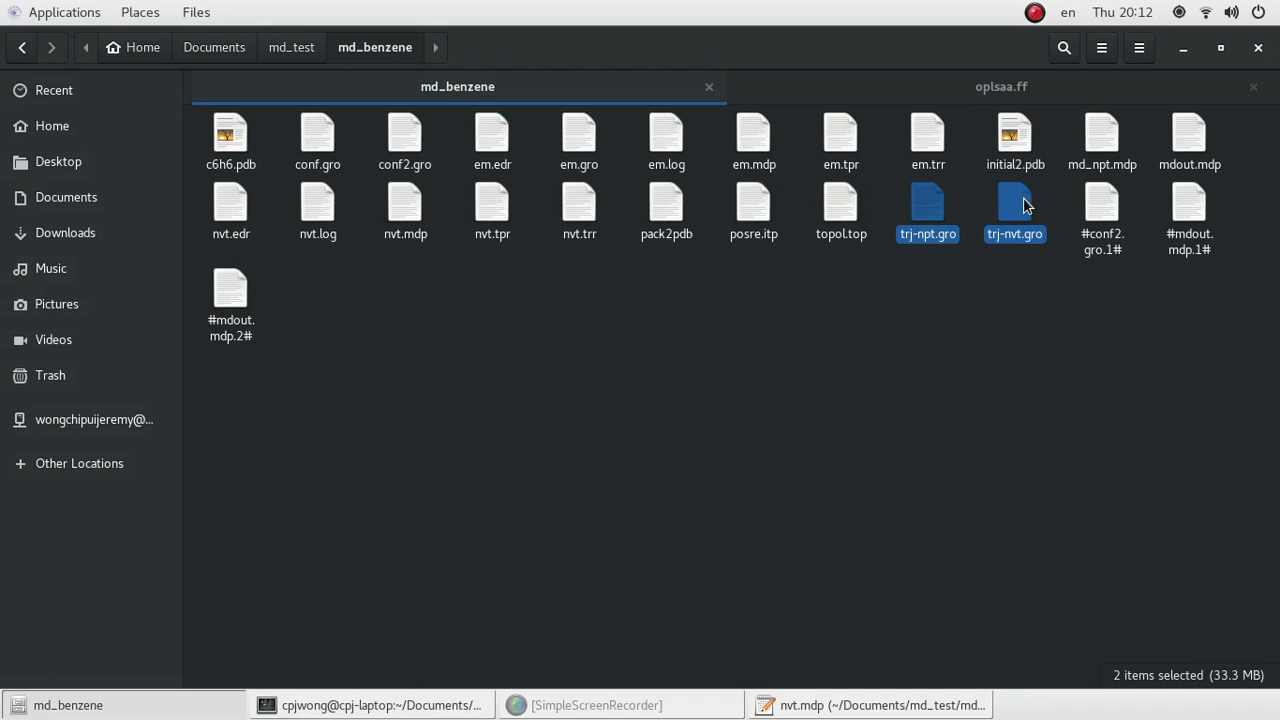 Applications Places Files en Thu 20:12
Home Documents md_test md_benzene
md_benzene oplsaa.ff
Recent
Home
Desktop
Documents
Downloads
Music
Pictures
Videos
Trash
wongchipuijeremy@...
Other Locations
c6h6.pdb conf.gro conf2.gro em.edr em.gro em.log em.mdp em.tpr em.trr initial2.pdb md_npt.mdp mdout.mdp
nvt.edr nvt.log nvt.mdp nvt.tpr nvt.trr pack2pdb posre.itp topol.top trj-npt.gro trj-nvt.gro #conf2. #mdout.
gro.1# mdp.1#
#mdout.
mdp.2#
2 items selected (33.3 MB)
md_benzene cpjwong@cpj-laptop:~/Documents/... [SimpleScreenRecorder] nvt.mdp (~/Documents/md_test/md...